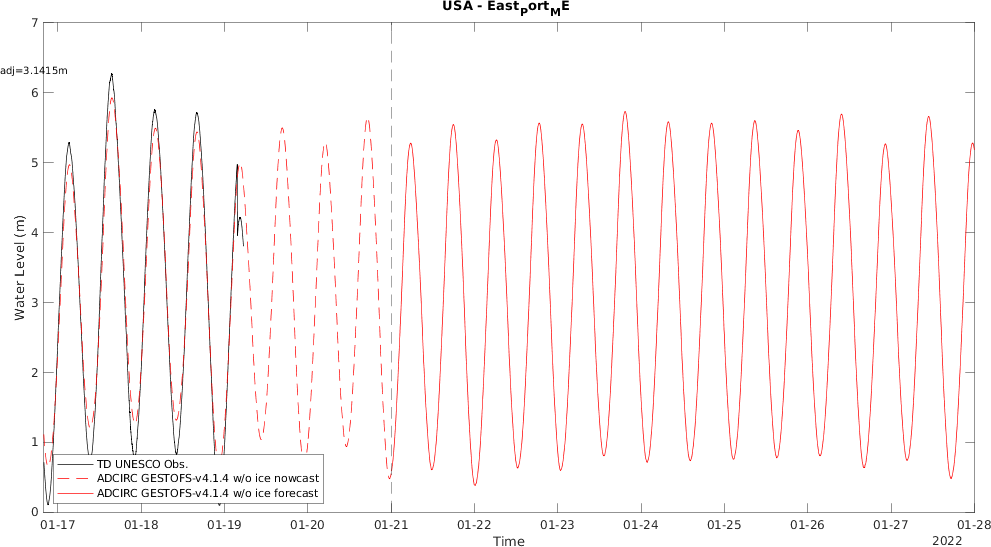 USA - EastPortME
adj=3.1415m
7
6
5
4
3
2
1
0
Water Level (m)
TD UNESCO Obs.
ADCIRC GESTOFS-v4.1.4 w/o ice nowcast
ADCIRC GESTOFS-v4.1.4 w/o ice forecast
01-17 01-18 01-19 01-20 01-21 01-22 01-23 01-24 01-25 01-26 01-27 01-28
Time
2022